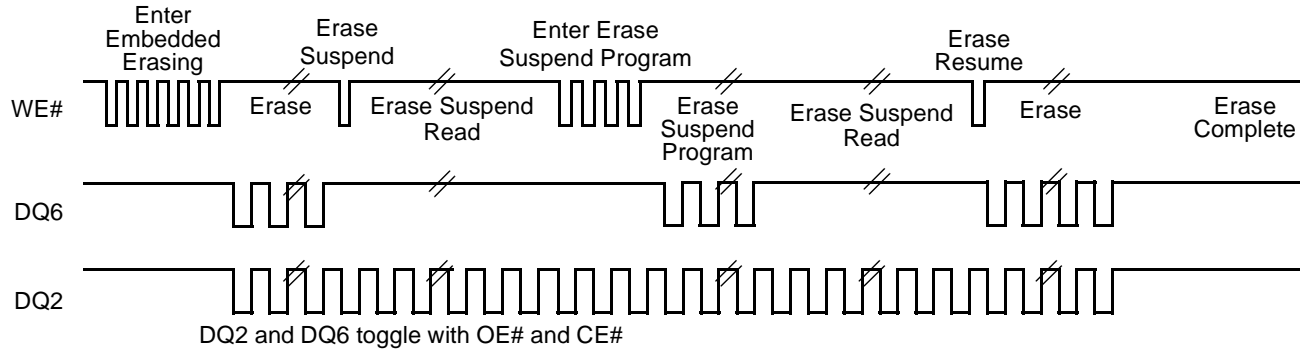 Enter
Embedded
Erasing
Erase
Suspend
Enter Erase
Suspend Program
Erase
Resume
WE#
Erase
Erase Suspend
Read
Erase
Suspend
Program
Erase Suspend
Read
Erase
Erase
Complete
DQ6
DQ2
DQ2 and DQ6 toggle with OE# and CE#